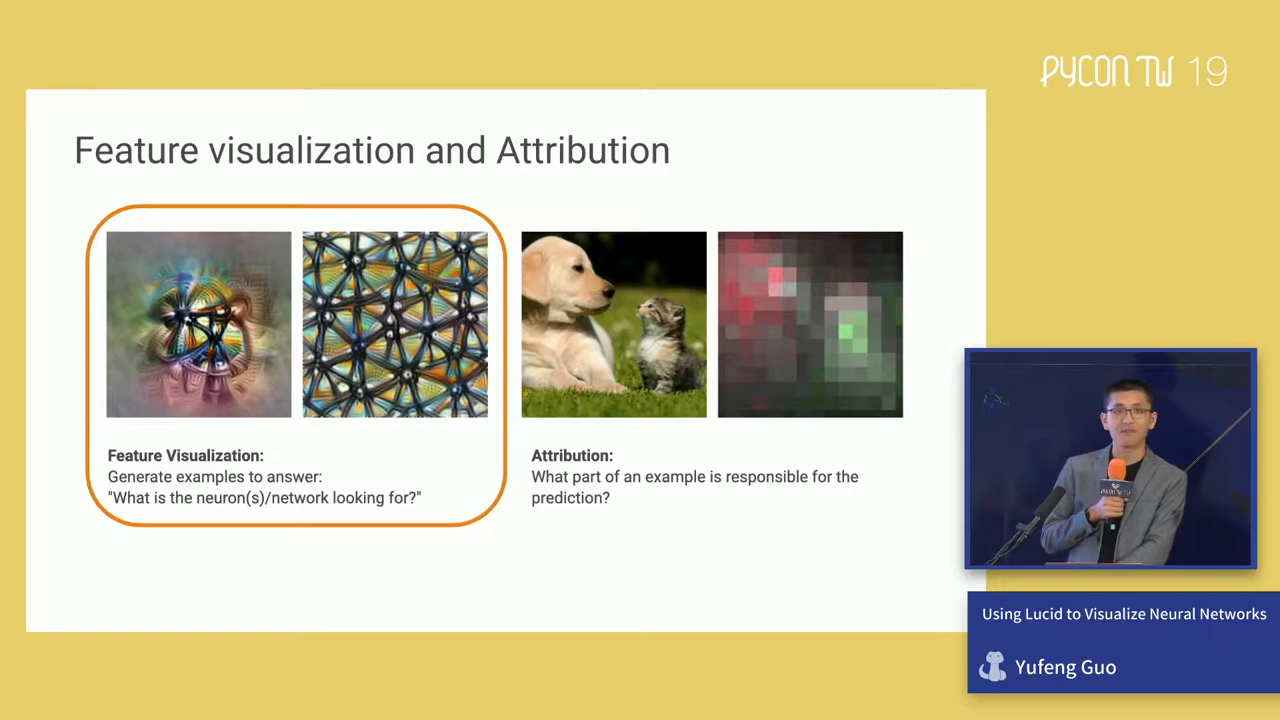 PYCON TW 19
Feature visualization and Attribution
Feature Visualization:
Generate examples to answer:
"What is the neuron(s)/network looking for?"
Attribution:
What part of an example is responsible for the
prediction?
PYCON TW
Using Lucid to Visualize Neural Networks
Yufeng Guo